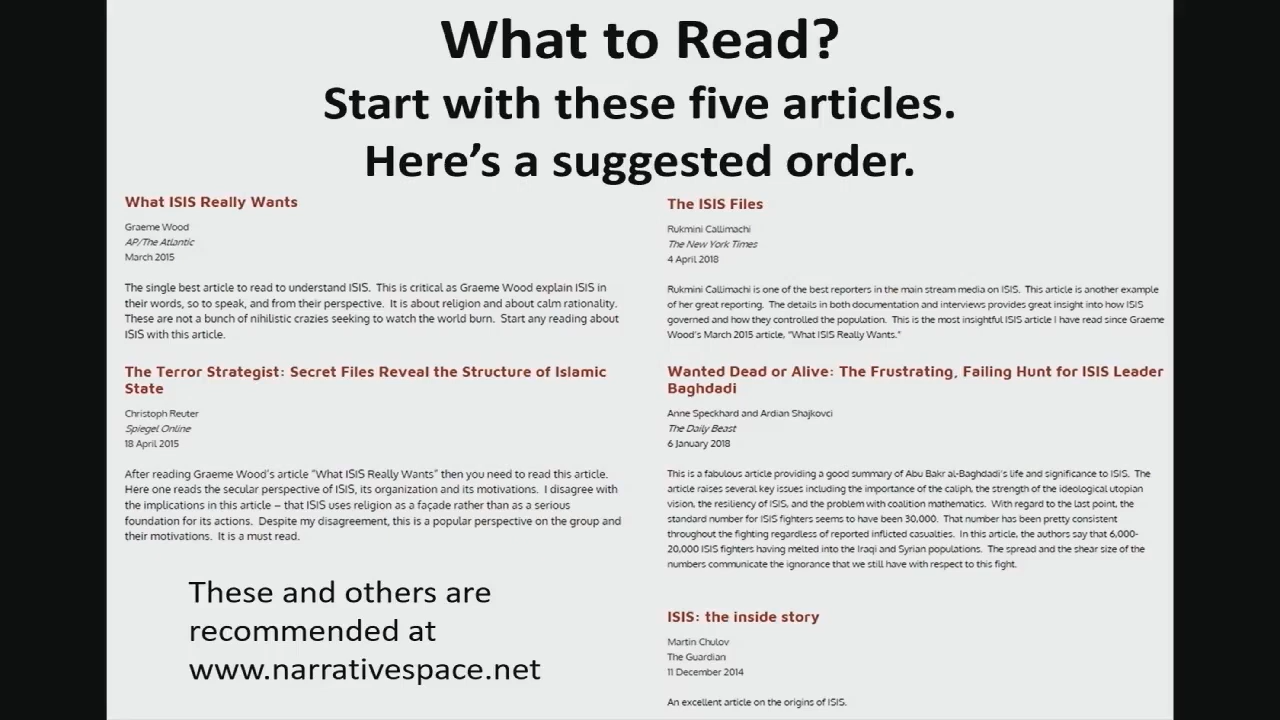 What to Read?
Start with these five articles.
Here's a suggested order.
What ISIS Really Wants
Graeme Wood
AP/The Atlantic
March 2015
The single best article to read to understand ISIS. This is critical as Graeme Wood explain ISIS in
their words, so to speak, and from their perspective. It is about religion and about calm rationality.
These are not a bunch of nihilistic crazies seeking to watch the world burn. Start any reading about
ISIS with this article.
The Terror Strategist: Secret Files Reveal the Structure of Islamic
State
Christoph Reuter
Spiegel Online
18 April 2015
After reading Graeme Wood's article "What ISIS Really Wants" then you need to read this article.
Here one reads the secular perspective of ISIS, its organization and its motivations. I disagree with
the implications in this article – that ISIS uses religion as a façade rather than as a serious
foundation for its actions. Despite my disagreement, this is a popular perspective on the group and
their motivations. It is a must read.
These and others are
recommended at
www.narrativespace.net
The ISIS Files
Rukmini Callimachi
The New York Times
4 April 2018
Rukmini Callimachi is one of the best reporters in the main stream media on ISIS. This article is another example
of her great reporting. The details in both documentation and interviews provides great insight into how ISIS
governed and how they controlled the population. This is the most insightful ISIS article I have read since Graeme
Wood's March 2015 article, "What ISIS Really Wants."
Wanted Dead or Alive: The Frustrating, Failing Hunt for ISIS Leader
Baghdadi
Anne Speckhard and Ardian Shajkovci
The Daily Beast
6 January 2018
This is a fabulous article providing a good summary of Abu Bakr al-Baghdadi's life and significance to ISIS. The
article raises several key issues including the importance of the caliph, the strength of the ideological utopian
vision, the resiliency of ISIS, and the problem with coalition mathematics. With regard to the last point, the
standard number for ISIS fighters seems to have been 30,000. That number has been pretty consistent
throughout the fighting regardless of reported inflicted casualties. In this article, the authors say that 6,000-
20,000 ISIS fighters having melted into the Iraqi and Syrian populations. The spread and the shear size of the
numbers communicate the ignorance that we still have with respect to this fight.
ISIS: the inside story
Martin Chulov
The Guardian
11 December 2014
An excellent article on the origins of ISIS.